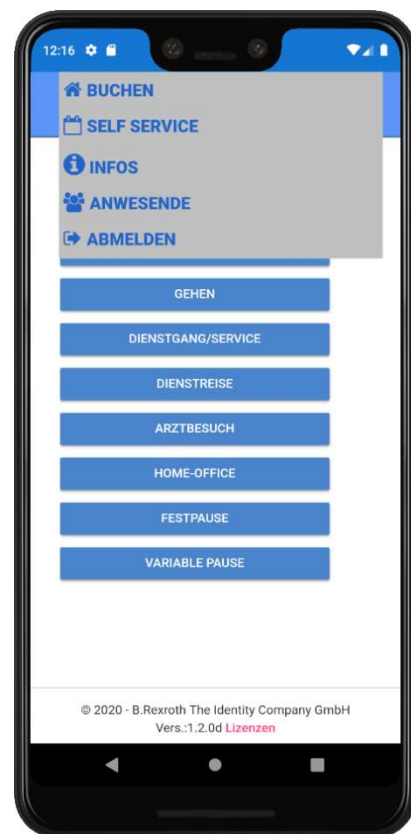 12:16
BUCHEN
SELF SERVICE
INFOS
ANWESENDE
ABMELDEN
GEHEN
DIENSTGANG/SERVICE
DIENSTREISE
ARZTBESUCH
HOME-OFFICE
FESTPAUSE
VARIABLE PAUSE
© 2020 - B.Rexroth The Identity Company GmbH
Vers.:1.2.0d Lizenzen